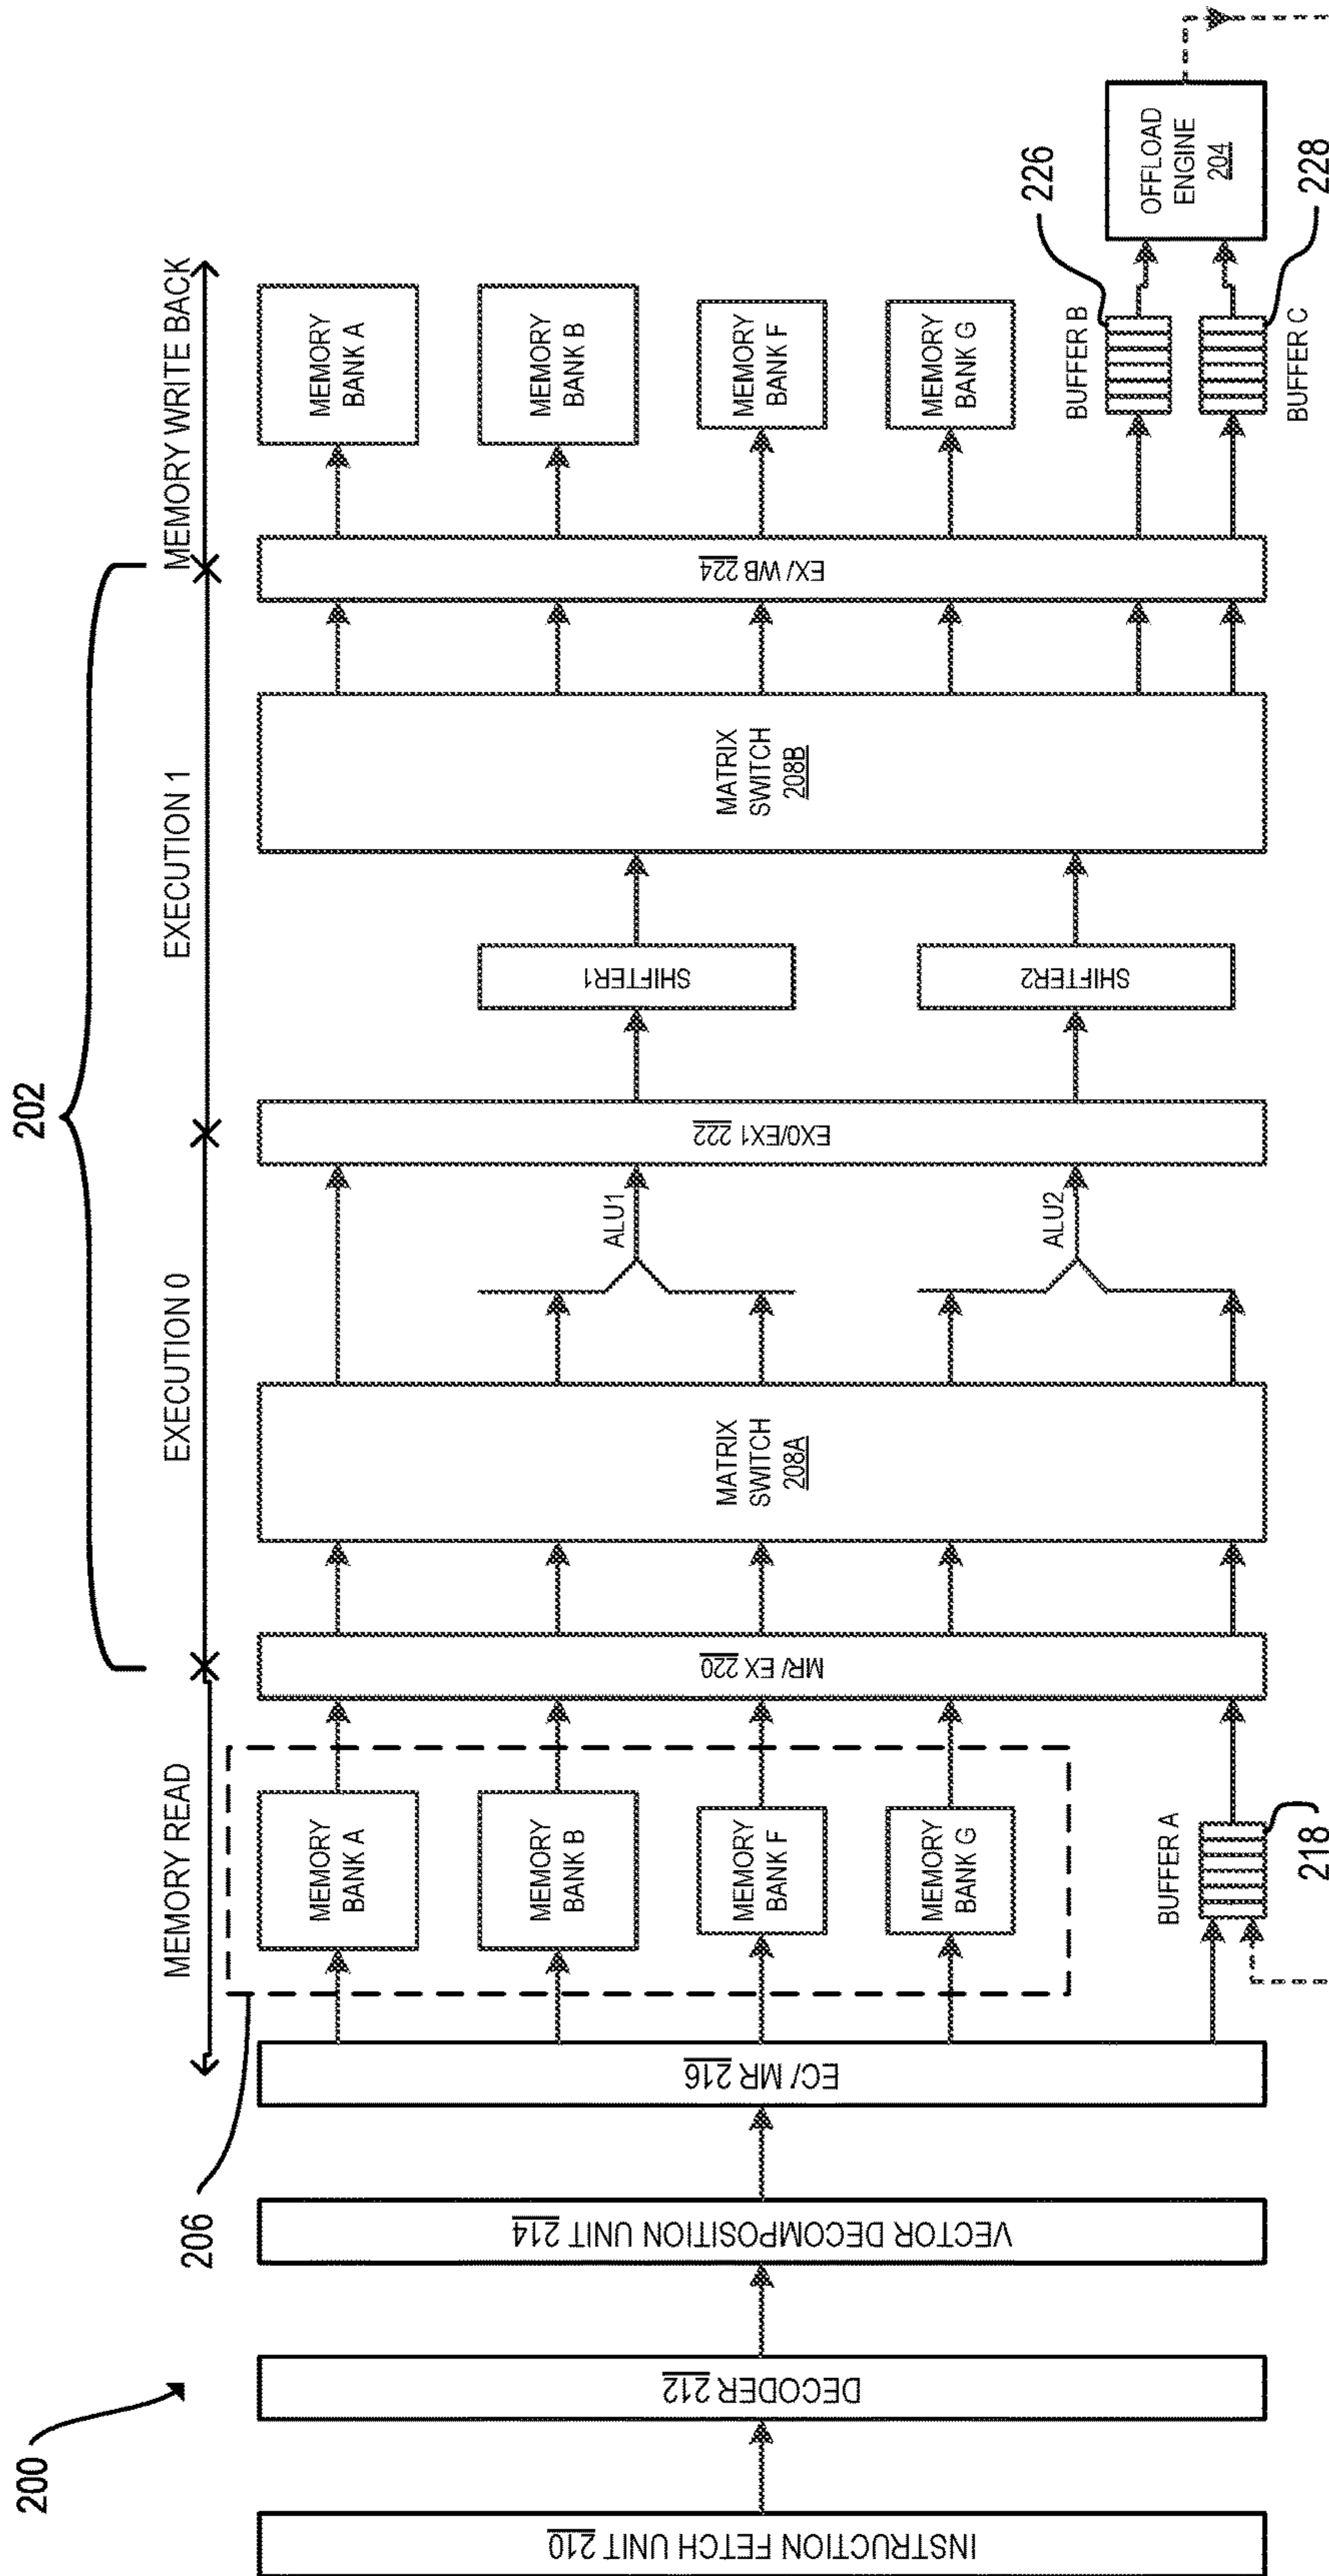 200
202
MEMORY READ
EXECUTION 0
EXECUTION 1
MEMORY WRITE BACK
206
INSTRUCTION FETCH UNIT 210
DECODER 212
VECTOR DECOMPOSITION UNIT 214
EC/ MR 216
MEMORY
BANK A
MEMORY
BANK B
MEMORY
BANK F
MEMORY
BANK G
BUFFER A
218
MR/ EX 220
MATRIX
SWITCH
208A
ALU1
ALU2
EX0/EX1 222
SHIFTER1
SHIFTER2
MATRIX
SWITCH
208B
EX/ WB 224
MEMORY
BANK A
MEMORY
BANK B
MEMORY
BANK F
MEMORY
BANK G
BUFFER B
226
BUFFER C
228
OFFLOAD
ENGINE
204